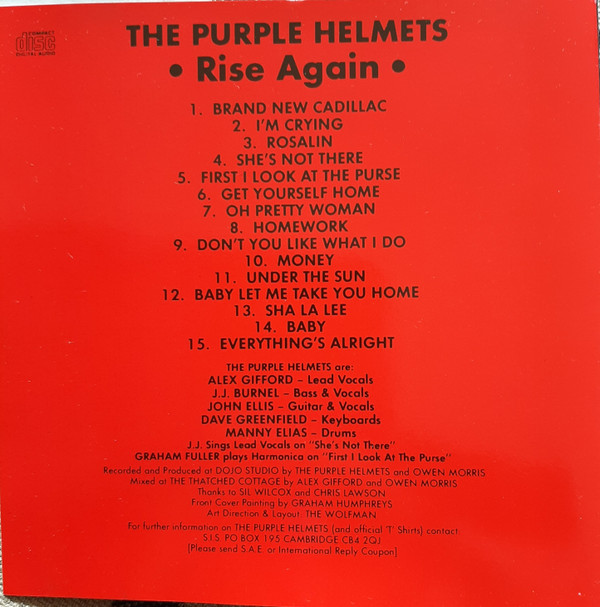 COMPACT
disc
DIGITAL AUDIO
THE PURPLE HELMETS
• Rise Again •
1. BRAND NEW CADILLAC
2. I'M CRYING
3. ROSALIN
4. SHE'S NOT THERE
5. FIRST I LOOK AT THE PURSE
6. GET YOURSELF HOME
7. OH PRETTY WOMAN
8. HOMEWORK
9. DON'T YOU LIKE WHAT I DO
10. MONEY
11. UNDER THE SUN
12. BABY LET ME TAKE YOU HOME
13. SHA LA LEE
14. BABY
15. EVERYTHING'S ALRIGHT
THE PURPLE HELMETS are:
ALEX GIFFORD – Lead Vocals
J.J. BURNEL – Bass & Vocals
JOHN ELLIS – Guitar & Vocals
DAVE GREENFIELD – Keyboards
MANNY ELIAS – Drums
J.J. Sings Lead Vocals on "She's Not There"
GRAHAM FULLER plays Harmonica on "First I Look At The Purse"
Recorded and Produced at DOJO STUDIO by THE PURPLE HELMETS and OWEN MORRIS
Mixed at THE THATCHED COTTAGE by ALEX GIFFORD and OWEN MORRIS
Thanks to SIL WILCOX and CHRIS LAWSON
Front Cover Painting by GRAHAM HUMPHREYS
Art Direction & Layout: THE WOLFMAN
For further information on THE PURPLE HELMETS (and official 'T' Shirts) contact:
S.I.S. PO BOX 195 CAMBRIDGE CB4 2QJ
[Please send S.A.E. or International Reply Coupon]